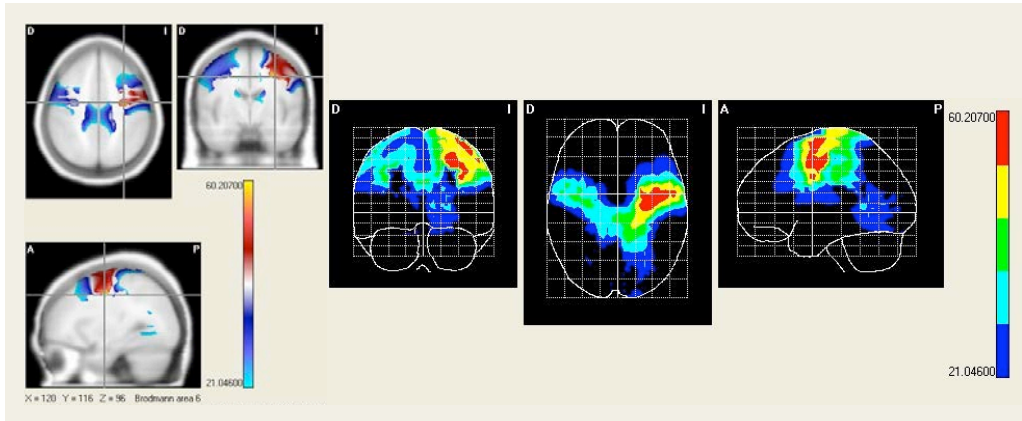 D I
D I
60.20700
21.04600
A P
X = 120 Y = 116 Z = 96 Brodmann area 6
D I
D I
A P
60.20700
21.04600